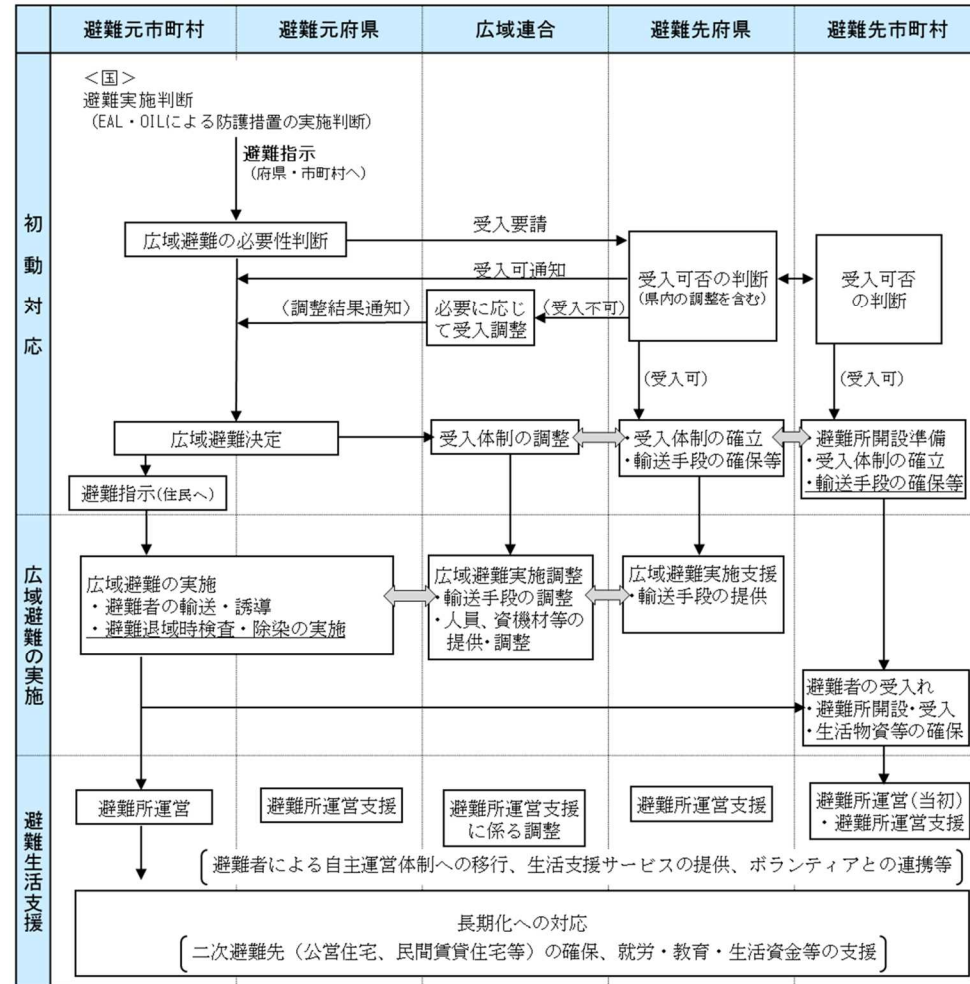 避難元市町村
避難元府県
広域連合
避難先府県
避難先市町村
初動対応
<国>
避難実施判断
(EAL・OILによる防護措置の実施判断)
避難指示
(府県・市町村へ)
広域避難の必要性判断
受入要請
受入可通知
受入可否の判断
(県内の調整を含む)
受入可否
の判断
(調整結果通知)
必要に応じ
て受入調整
(受入不可)
(受入可)
(受入可)
広域避難決定
受入体制の調整
・受入体制の確立
・輸送手段の確保等
避難所開設準備
・受入体制の確立
・輸送手段の確保等
避難指示(住民へ)
広域避難の実施
広域避難の実施
・避難者の輸送・誘導
・避難退域時検査・除染の実施
広域避難実施調整
・輸送手段の調整
・人員、資機材等の
提供・調整
広域避難実施支援
・輸送手段の提供
避難者の受入れ
・避難所開設・受入
・生活物資等の確保
避難生活支援
避難所運営
避難所運営支援
避難所運営支援
に係る調整
避難所運営支援
避難所運営(当初)
・避難所運営支援
避難者による自主運営体制への移行、生活支援サービスの提供、ボランティアとの連携等
長期化への対応
二次避難先(公営住宅、民間賃貸住宅等)の確保、就労・教育・生活資金等の支援